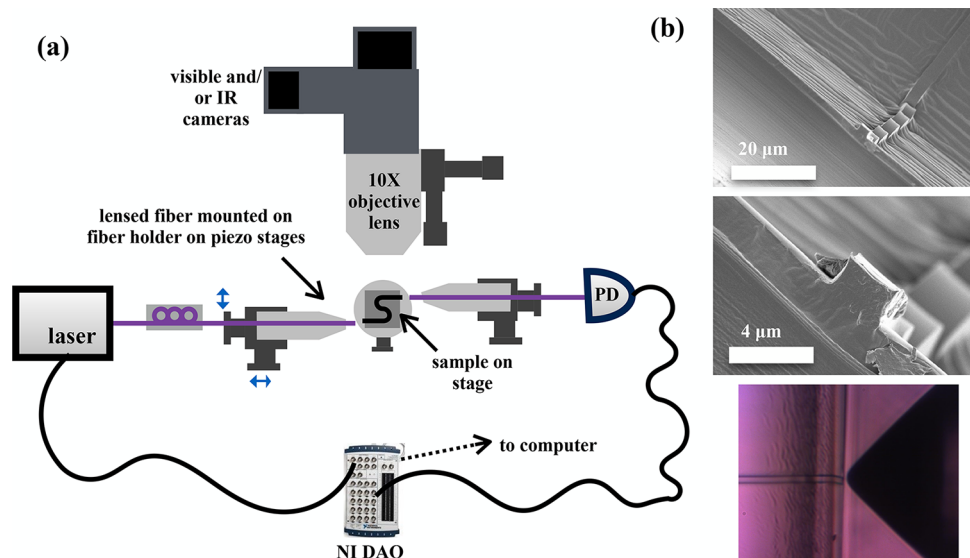 (a)
visible and/
or IR
cameras
10X
objective
lens
lensed fiber mounted on
fiber holder on piezo stages
laser
PD
sample on
stage
to computer
NI DAQ
(b)
20 μm
4 μm